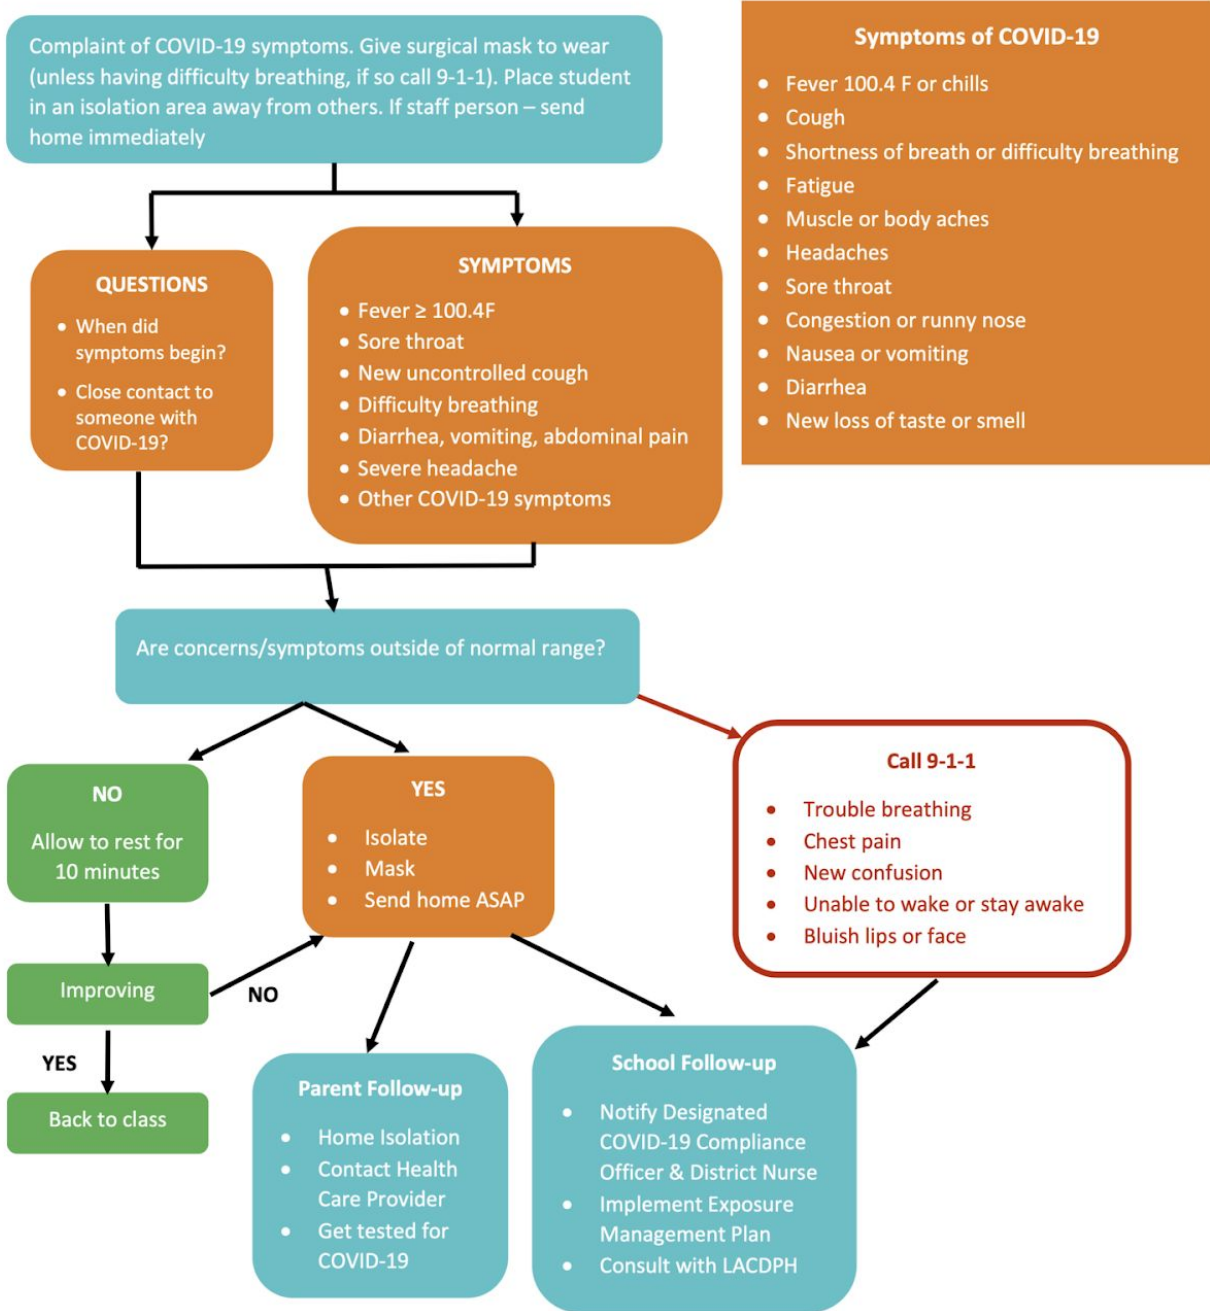 Complaint of COVID-19 symptoms. Give surgical mask to wear
(unless having difficulty breathing, if so call 9-1-1). Place student
in an isolation area away from others. If staff person – send
home immediately
Symptoms of COVID-19
• Fever 100.4 F or chills
• Cough
• Shortness of breath or difficulty breathing
• Fatigue
• Muscle or body aches
• Headaches
• Sore throat
• Congestion or runny nose
• Nausea or vomiting
• Diarrhea
• New loss of taste or smell
QUESTIONS
• When did
symptoms begin?
• Close contact to
someone with
COVID-19?
SYMPTOMS
• Fever ≥ 100.4F
• Sore throat
• New uncontrolled cough
• Difficulty breathing
• Diarrhea, vomiting, abdominal pain
• Severe headache
• Other COVID-19 symptoms
Are concerns/symptoms outside of normal range?
NO
Allow to rest for
10 minutes
YES
• Isolate
• Mask
• Send home ASAP
Call 9-1-1
• Trouble breathing
• Chest pain
• New confusion
• Unable to wake or stay awake
• Bluish lips or face
Improving
NO
YES
Back to class
Parent Follow-up
• Home Isolation
• Contact Health
Care Provider
• Get tested for
COVID-19
School Follow-up
• Notify Designated
COVID-19 Compliance
Officer & District Nurse
• Implement Exposure
Management Plan
• Consult with LACDPH